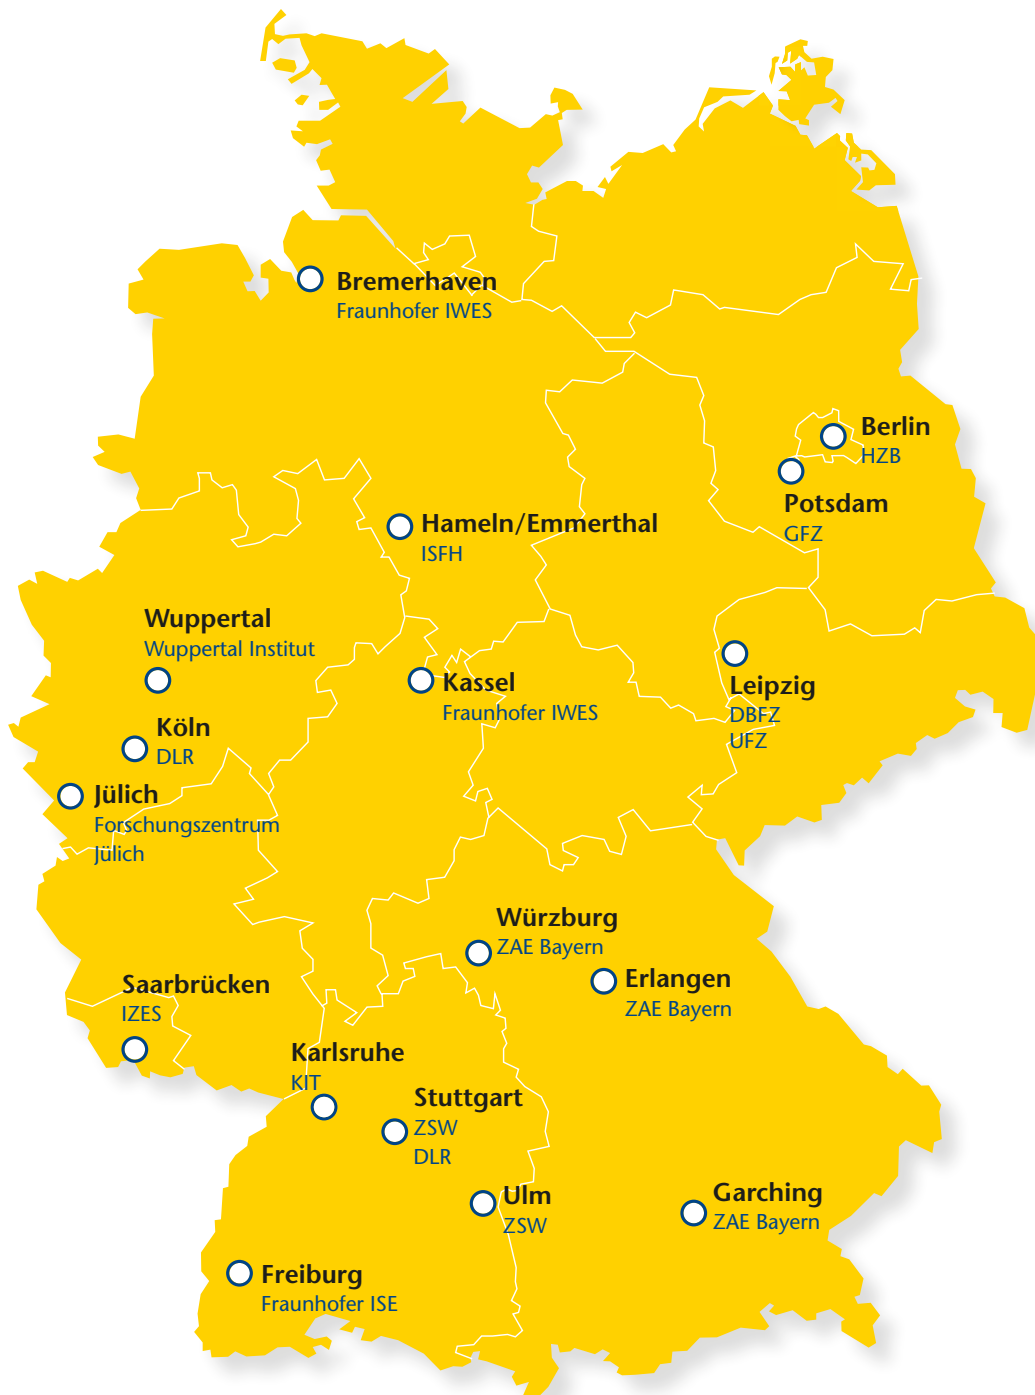 Bremerhaven
Fraunhofer IWES
Berlin
HZB
Potsdam
GFZ
Hameln/Emmerthal
ISFH
Wuppertal
Wuppertal Institut
Kassel
Fraunhofer IWES
Leipzig
DBFZ
UFZ
Köln
DLR
Jülich
Forschungszentrum
Jülich
Würzburg
ZAE Bayern
Erlangen
ZAE Bayern
Saarbrücken
IZES
Karlsruhe
KIT
Stuttgart
ZSW
DLR
Ulm
ZSW
Garching
ZAE Bayern
Freiburg
Fraunhofer ISE